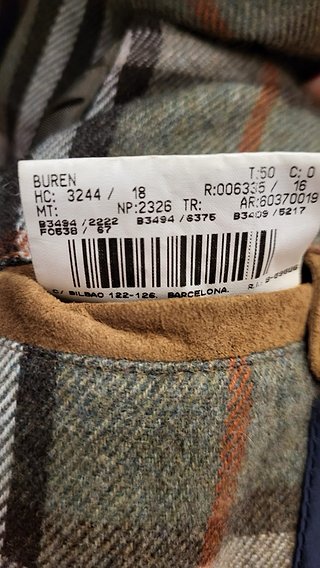 BUREN T:50 C: 0
HC: 3244 / 18 R:006335 / 16
MT: NP:2326 TR: AR:60370019
B3494 /2222 B3494 /6375 B3409 /5217
F0638 / 67
C/ BILBAO 122-126. BARCELONA. R.I.